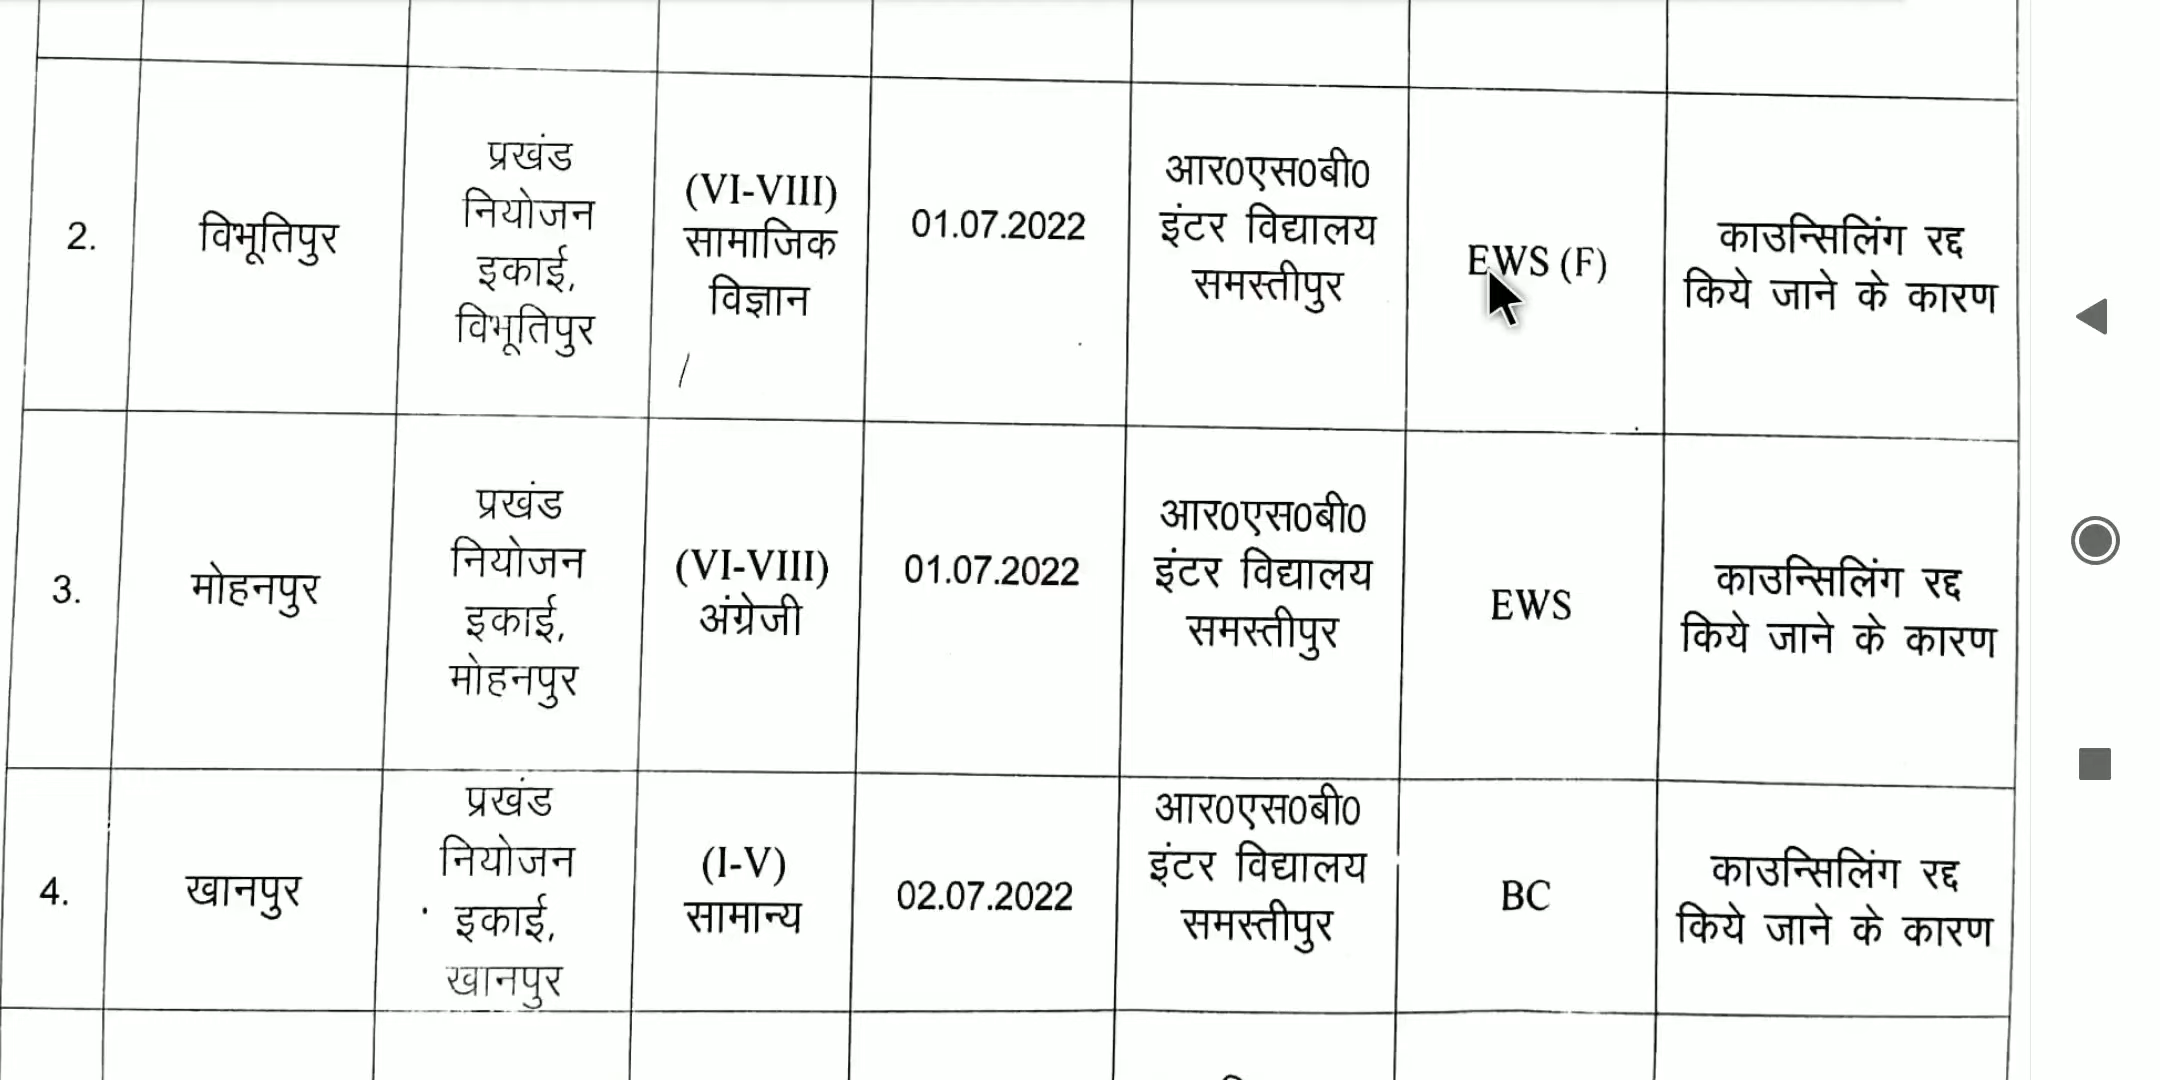 2.
विभूतिपुर
प्रखंड
नियोजन
इकाई,
विभूतिपुर
(VI-VIII)
सामाजिक
विज्ञान
01.07.2022
आर0एस0बी0
इंटर विद्यालय
समस्तीपुर
EWS (F)
काउन्सिलिंग रद्द
किये जाने के कारण
3.
मोहनपुर
प्रखंड
नियोजन
इकाई,
मोहनपुर
(VI-VIII)
अंग्रेजी
01.07.2022
आर0एस0बी0
इंटर विद्यालय
समस्तीपुर
EWS
काउन्सिलिंग रद्द
किये जाने के कारण
4.
खानपुर
प्रखंड
नियोजन
इकाई,
खानपुर
(I-V)
सामान्य
02.07.2022
आर0एस0बी0
इंटर विद्यालय
समस्तीपुर
BC
काउन्सिलिंग रद्द
किये जाने के कारण